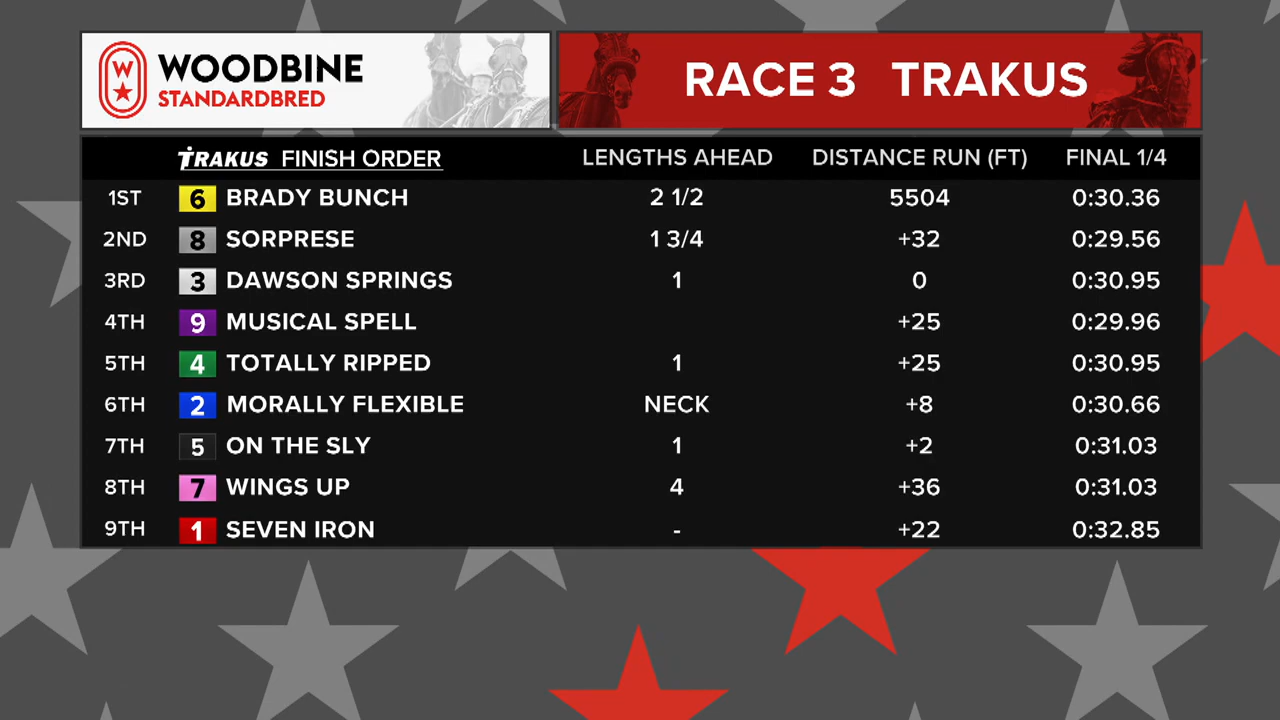 W
WOODBINE
STANDARDBRED
RACE 3 TRAKUS
TRAKUS FINISH ORDER LENGTHS AHEAD DISTANCE RUN (FT) FINAL 1/4
1ST 6 BRADY BUNCH 2 1/2 5504 0:30.36
2ND 8 SORPRESE 1 3/4 +32 0:29.56
3RD 3 DAWSON SPRINGS 1 0 0:30.95
4TH 9 MUSICAL SPELL +25 0:29.96
5TH 4 TOTALLY RIPPED 1 +25 0:30.95
6TH 2 MORALLY FLEXIBLE NECK +8 0:30.66
7TH 5 ON THE SLY 1 +2 0:31.03
8TH 7 WINGS UP 4 +36 0:31.03
9TH 1 SEVEN IRON - +22 0:32.85